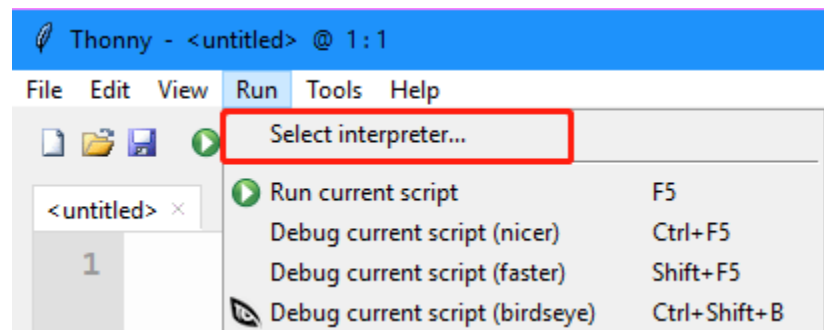 Thonny - <untitled> @ 1:1
File Edit View Run Tools Help
Select interpreter...
Run current script F5
<untitled> ×
Debug current script (nicer) Ctrl+F5
1
Debug current script (faster) Shift+F5
Debug current script (birdseye) Ctrl+Shift+B